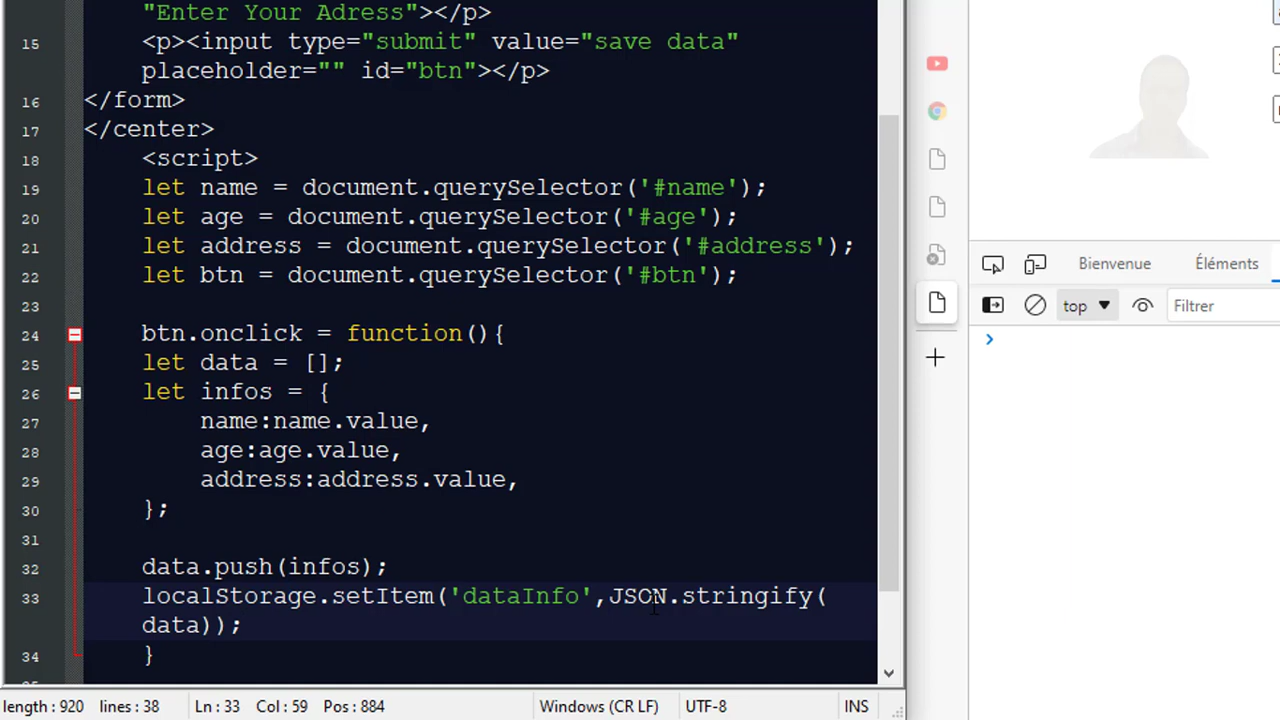 "Enter Your Adress"></p>
15 <p><input type="submit" value="save data"
placeholder="" id="btn"></p>
16 </form>
17 </center>
18 <script>
19 let name = document.querySelector('#name');
20 let age = document.querySelector('#age');
21 let address = document.querySelector('#address');
22 let btn = document.querySelector('#btn');
23
24 btn.onclick = function(){
25 let data = [];
26 let infos = {
27 name:name.value,
28 age:age.value,
29 address:address.value,
30 };
31
32 data.push(infos);
33 localStorage.setItem('dataInfo',JSON.stringify(
data));
34 }
length : 920 lines : 38 Ln : 33 Col : 59 Pos : 884 Windows (CR LF) UTF-8 INS
Bienvenue Éléments
top Filtrer